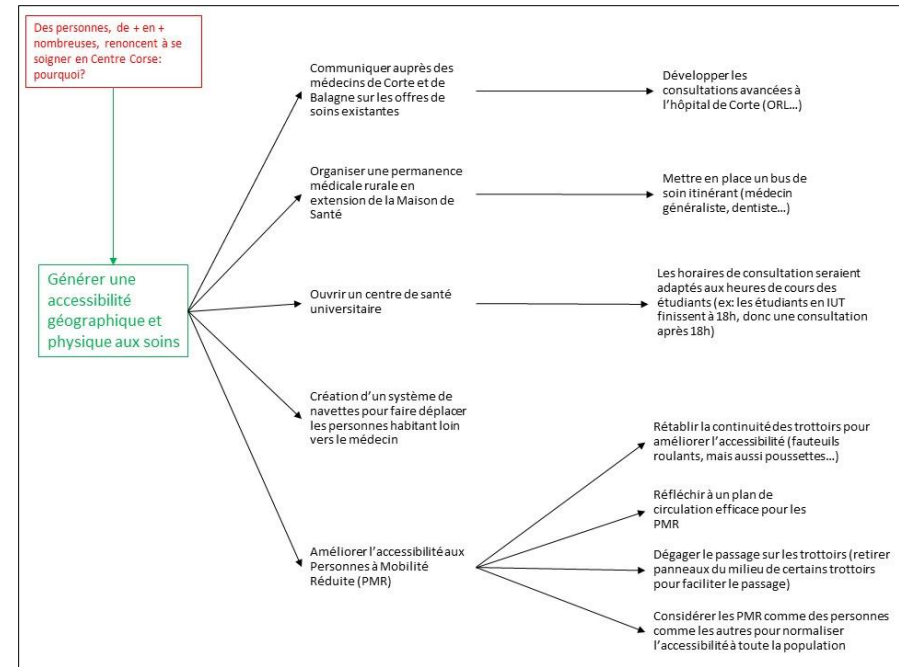 Des personnes, de + en +
nombreuses, renoncent à se
soigner en Centre Corse:
pourquoi?
Générer une
accessibilité
géographique et
physique aux soins
Communiquer auprès des
médecins de Corte et de
Balagne sur les offres de
soins existantes
Développer les
consultations avancées à
l'hôpital de Corte (ORL...)
Organiser une permanence
médicale rurale en
extension de la Maison de
Santé
Mettre en place un bus de
soin itinérant (médecin
généraliste, dentiste...)
Ouvrir un centre de santé
universitaire
Les horaires de consultation seraient
adaptés aux heures de cours des
étudiants (ex: les étudiants en IUT
finissent à 18h, donc une consultation
après 18h)
Création d'un système de
navettes pour faire déplacer
les personnes habitant loin
vers le médecin
Améliorer l'accessibilité aux
Personnes à Mobilité
Réduite (PMR)
Rétablir la continuité des trottoirs pour
améliorer l'accessibilité (fauteuils
roulants, mais aussi poussettes...)
Réfléchir à un plan de
circulation efficace pour les
PMR
Dégager le passage sur les trottoirs (retirer
panneaux du milieu de certains trottoirs
pour faciliter le passage)
Considérer les PMR comme des personnes
comme les autres pour normaliser
l'accessibilité à toute la population